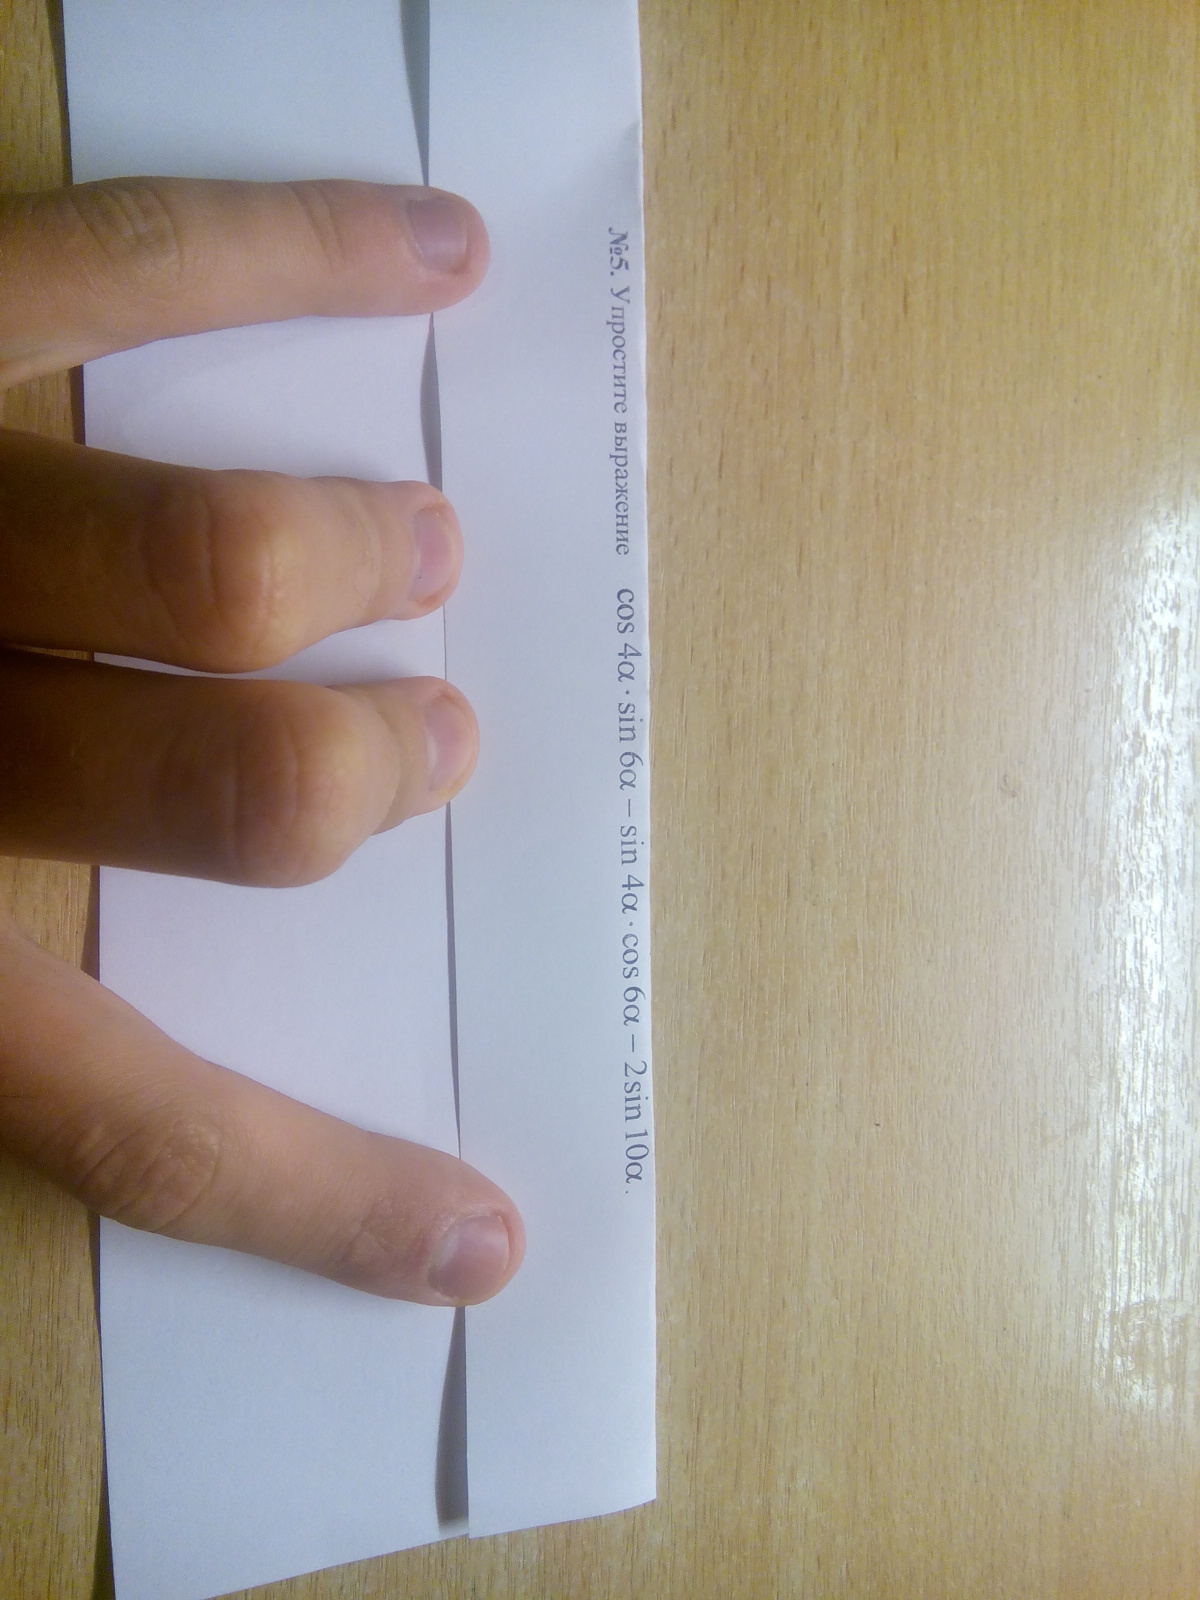 №5. Упростите выражение cos 4α · sin 6α − sin 4α · cos 6α − 2sin 10α.